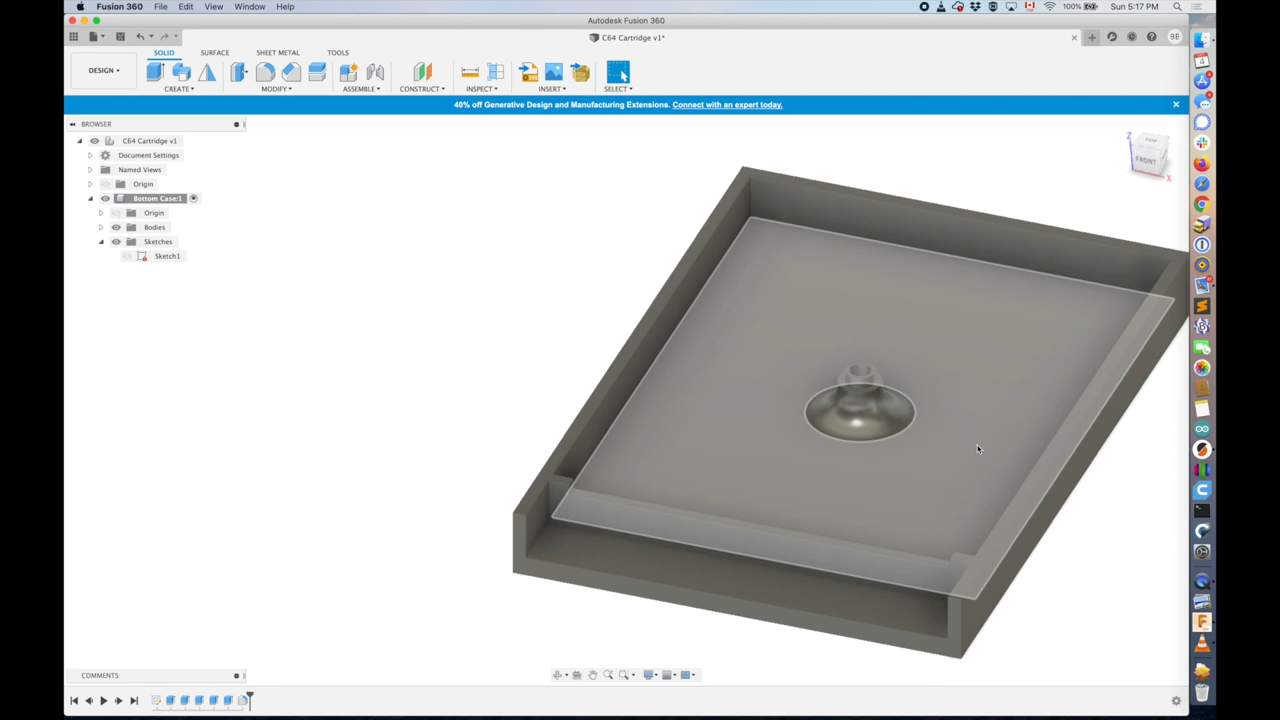 Fusion 360 File Edit View Window Help 100% Sun 5:17 PM
Autodesk Fusion 360
C64 Cartridge v1*
BE
SOLID SURFACE SHEET METAL TOOLS
DESIGN
CREATE MODIFY ASSEMBLE CONSTRUCT INSPECT INSERT SELECT
40% off Generative Design and Manufacturing Extensions. Connect with an expert today.
BROWSER
C64 Cartridge v1
Document Settings
Named Views
Origin
Bottom Case:1
Origin
Bodies
Sketches
Sketch1
Z
TOP
FRONT
X
COMMENTS